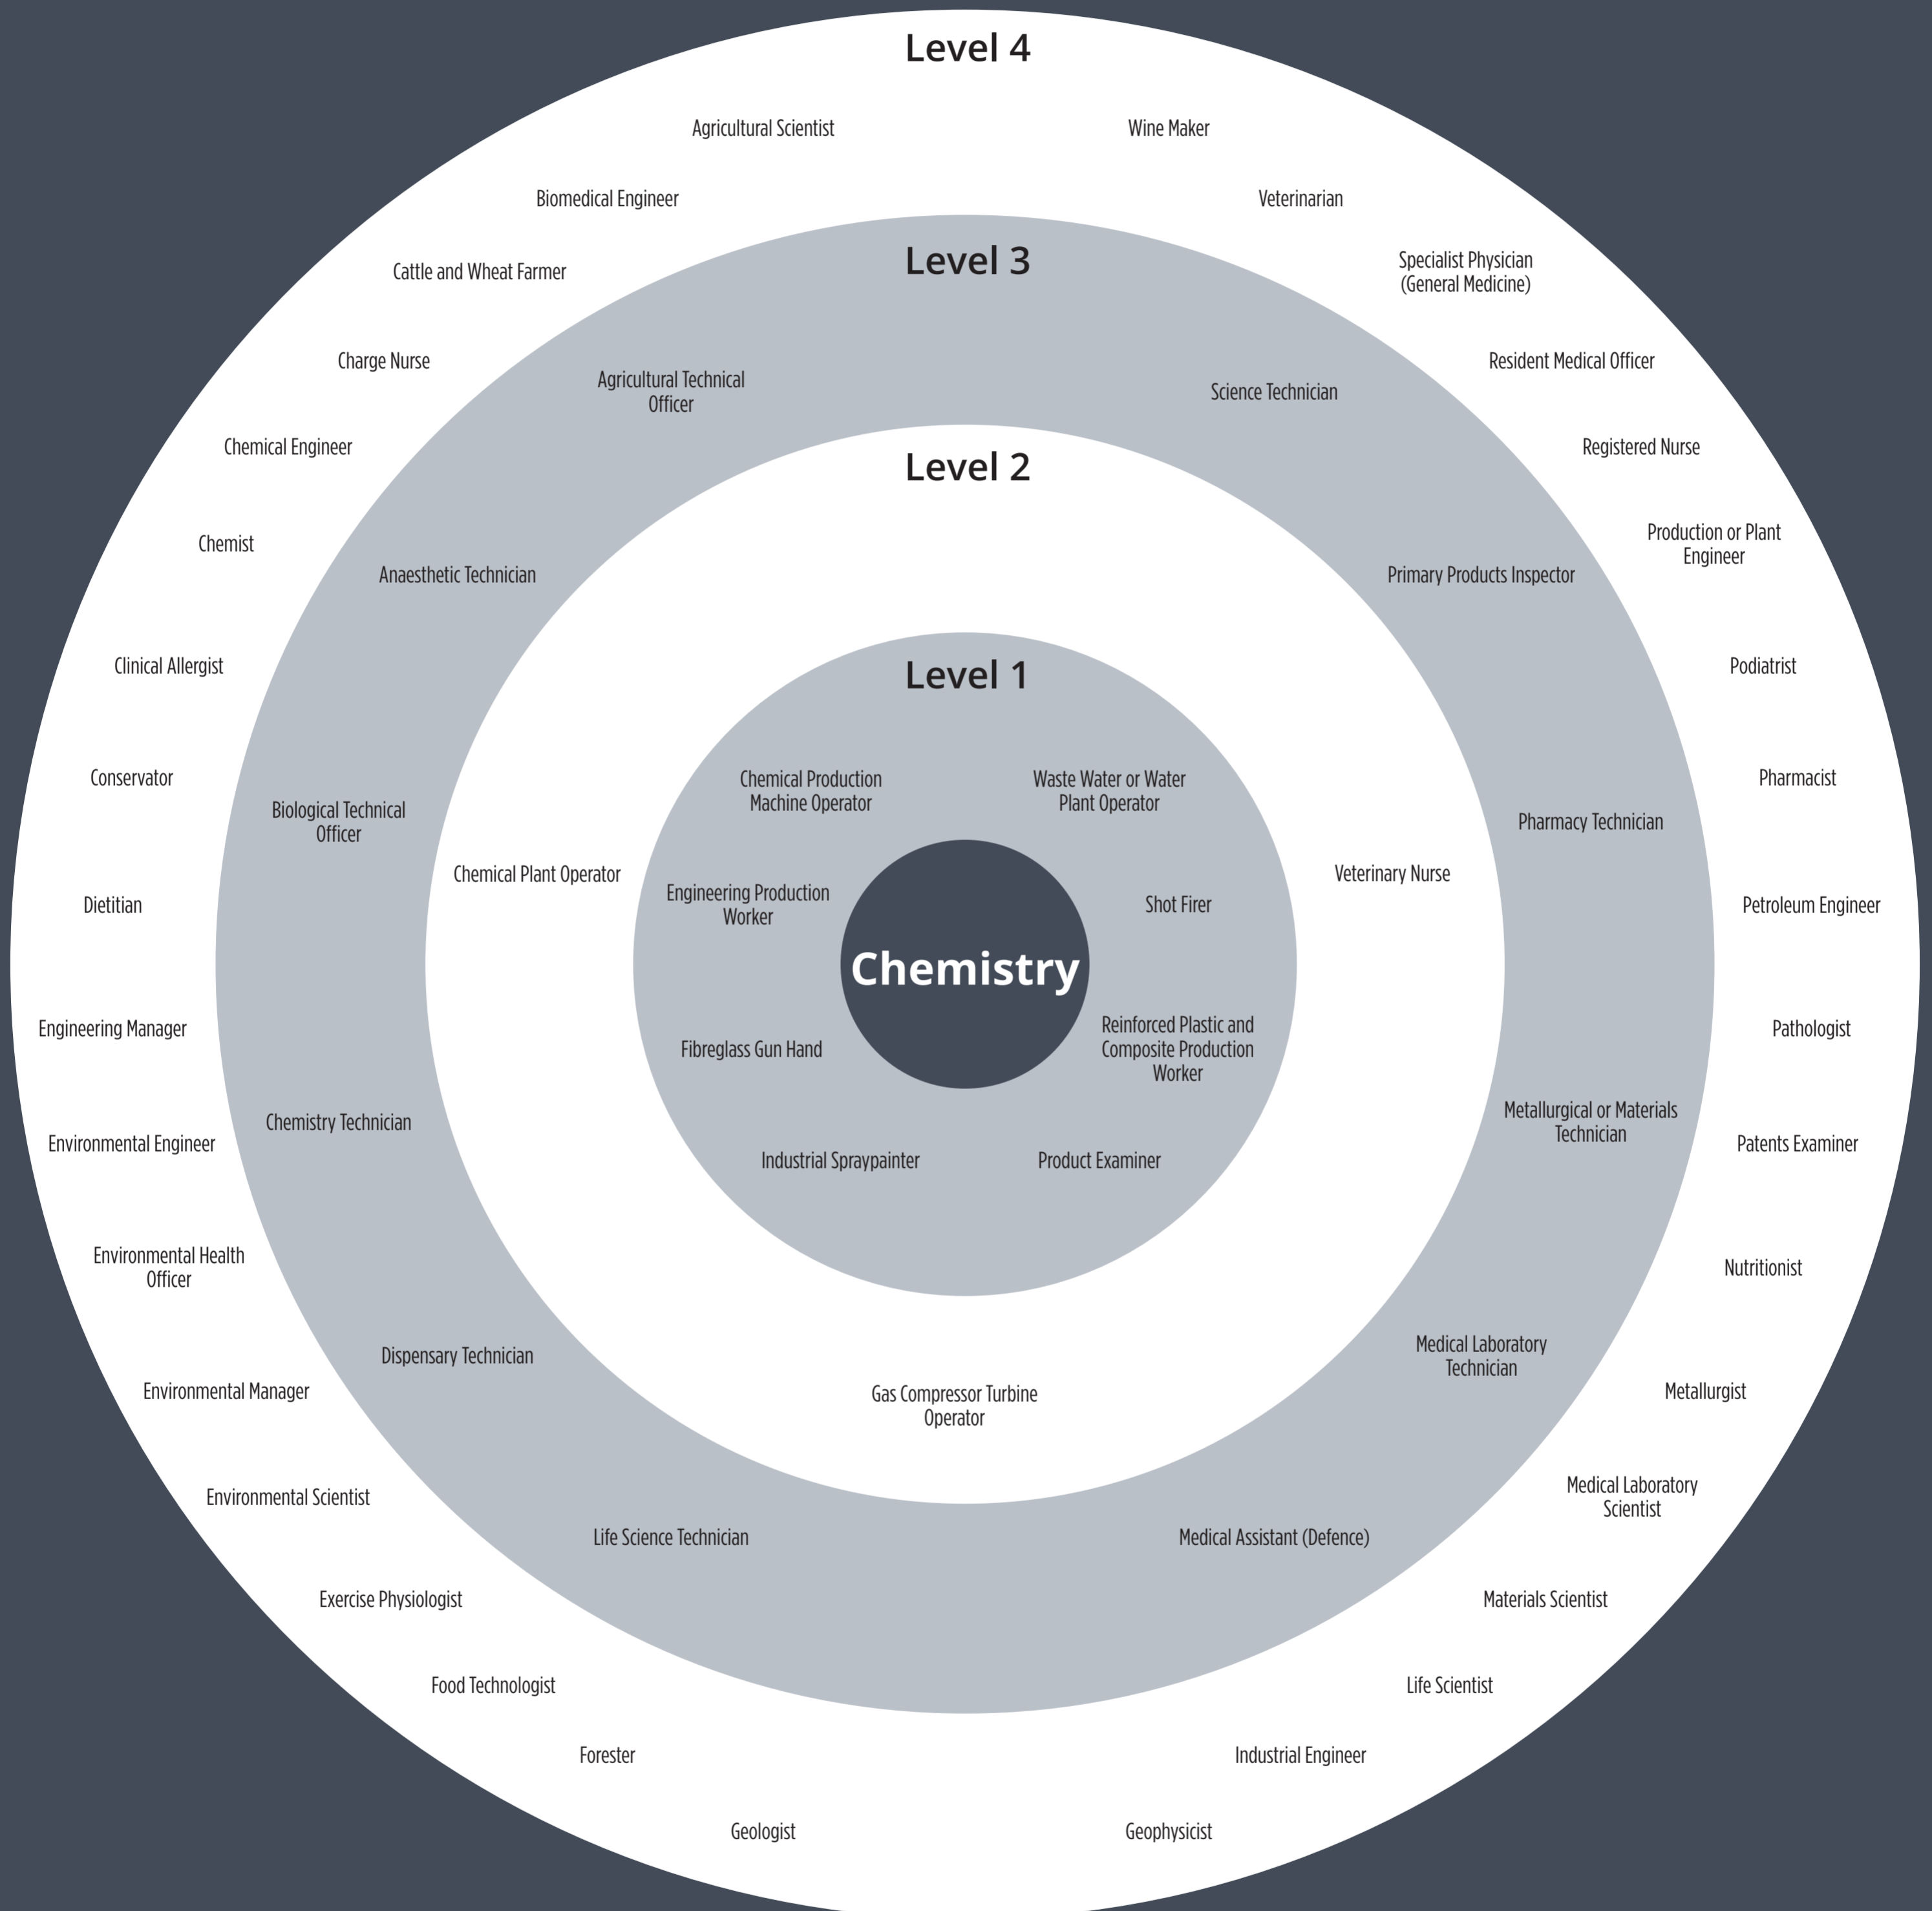 Level 4
Agricultural Scientist
Wine Maker
Biomedical Engineer
Veterinarian
Cattle and Wheat Farmer
Specialist Physician
(General Medicine)
Charge Nurse
Resident Medical Officer
Chemical Engineer
Registered Nurse
Chemist
Production or Plant
Engineer
Clinical Allergist
Podiatrist
Conservator
Pharmacist
Dietitian
Petroleum Engineer
Engineering Manager
Pathologist
Environmental Engineer
Patents Examiner
Environmental Health
Officer
Nutritionist
Environmental Manager
Metallurgist
Environmental Scientist
Medical Laboratory
Scientist
Exercise Physiologist
Materials Scientist
Food Technologist
Life Scientist
Forester
Industrial Engineer
Geologist
Geophysicist
Level 3
Agricultural Technical
Officer
Science Technician
Anaesthetic Technician
Primary Products Inspector
Biological Technical
Officer
Pharmacy Technician
Chemistry Technician
Metallurgical or Materials
Technician
Dispensary Technician
Medical Laboratory
Technician
Life Science Technician
Medical Assistant (Defence)
Level 2
Chemical Plant Operator
Veterinary Nurse
Gas Compressor Turbine
Operator
Level 1
Chemical Production
Machine Operator
Waste Water or Water
Plant Operator
Engineering Production
Worker
Shot Firer
Fibreglass Gun Hand
Reinforced Plastic and
Composite Production
Worker
Industrial Spraypainter
Product Examiner
Chemistry